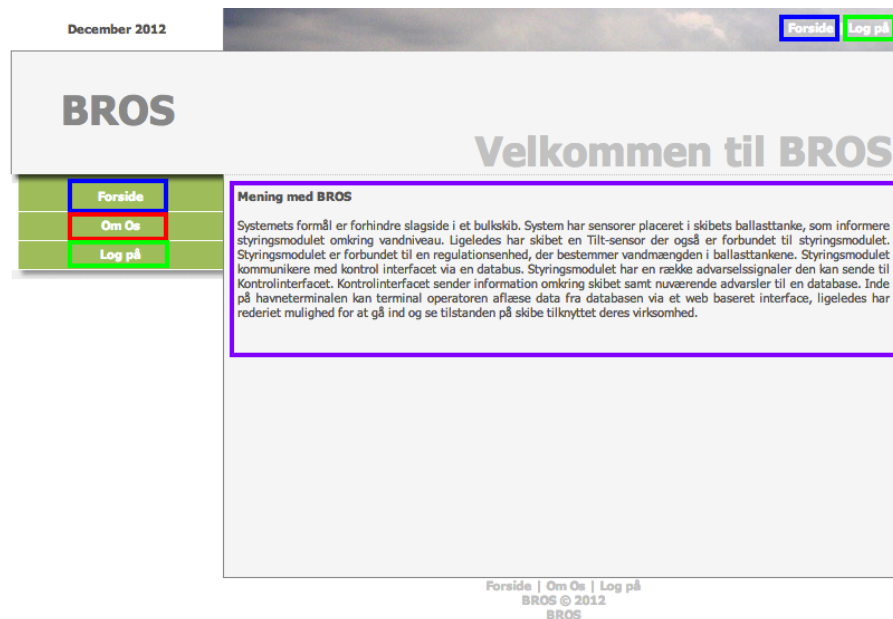 December 2012
Forside | Log på
BROS
Velkommen til BROS
Forside
Om Os
Log på
Mening med BROS
Systemets formål er forhindre slagside i et bulkskib. System har sensorer placeret i skibets ballasttanke, som informere
styringsmodulet omkring vandniveau. Ligeledes har skibet en Tilt-sensor der også er forbundet til styringsmodulet.
Styringsmodulet er forbundet til en regulationsenhed, der bestemmer vandmængden i ballasttankene. Styringsmodulet
kommunikere med kontrol interfacet via en databus. Styringsmodulet har en række advarselssignaler den kan sende til
Kontrolinterfacet. Kontrolinterfacet sender information omkring skibet samt nuværende advarsler til en database. Inde
på havneterminalen kan terminal operatoren aflæse data fra databasen via et web baseret interface, ligeledes har
rederiet mulighed for at gå ind og se tilstanden på skibe tilknyttet deres virksomhed.
Forside | Om Os | Log på
BROS © 2012
BROS